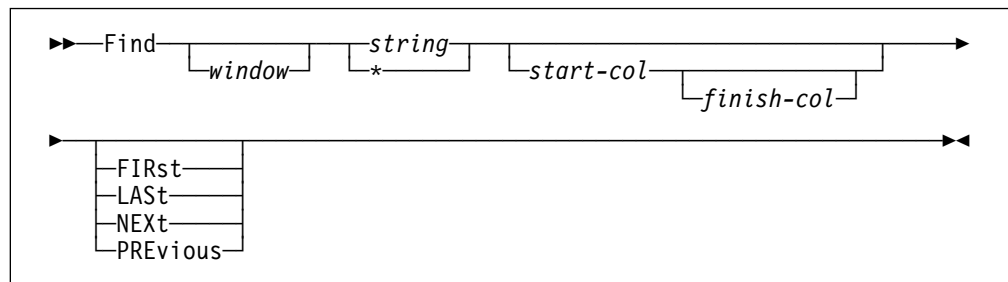 Find string
window * start-col
finish-col
FIRst
LASt
NEXt
PREvious